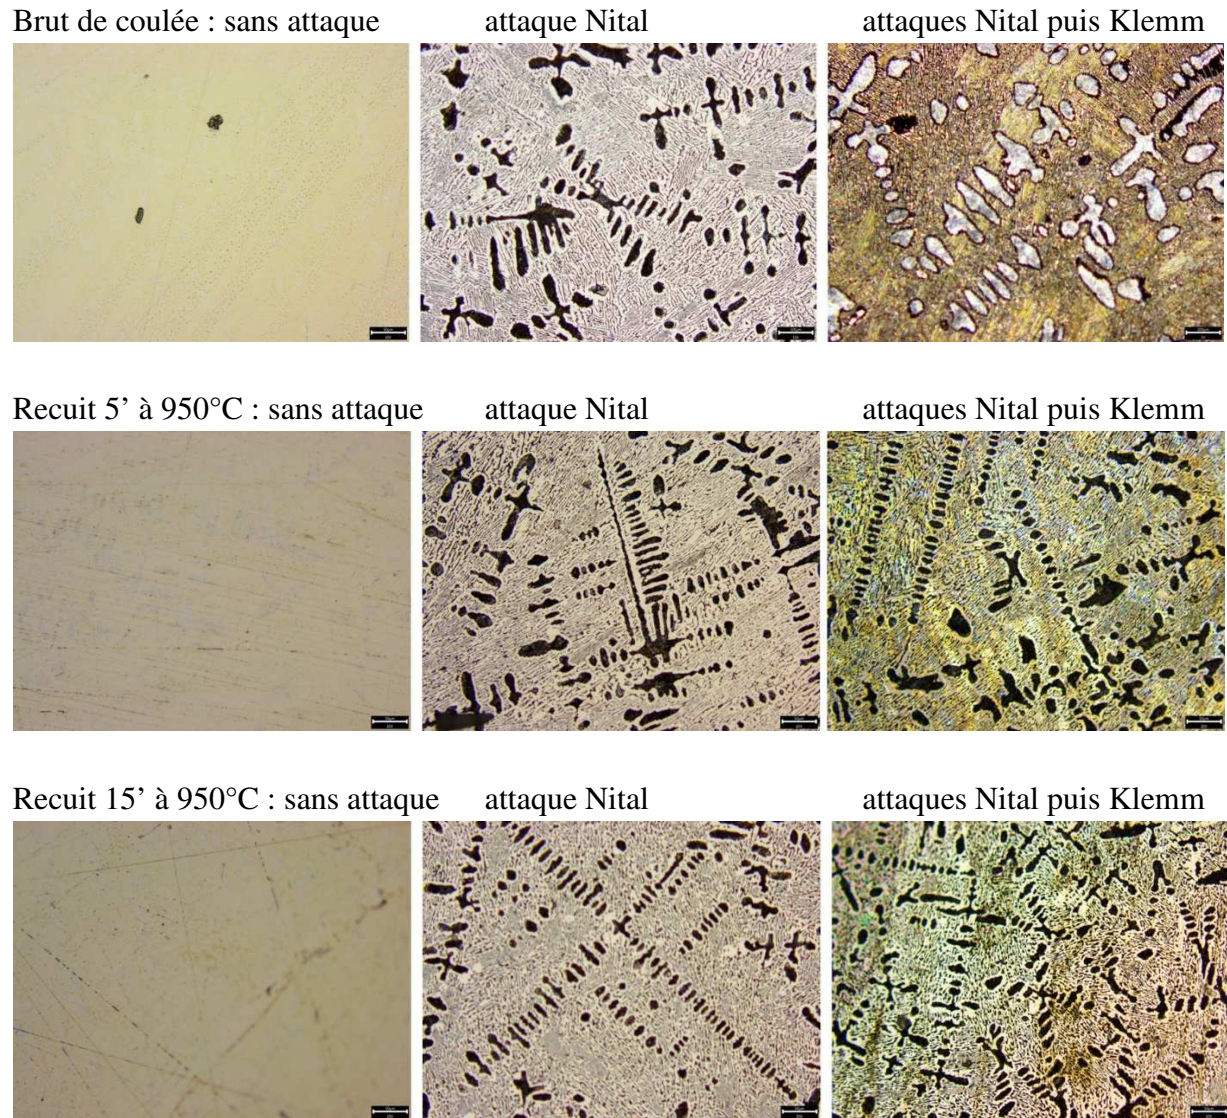 Brut de coulée : sans attaque attaque Nital attaques Nital puis Klemm
Recuit 5’ à 950°C : sans attaque attaque Nital attaques Nital puis Klemm
Recuit 15’ à 950°C : sans attaque attaque Nital attaques Nital puis Klemm